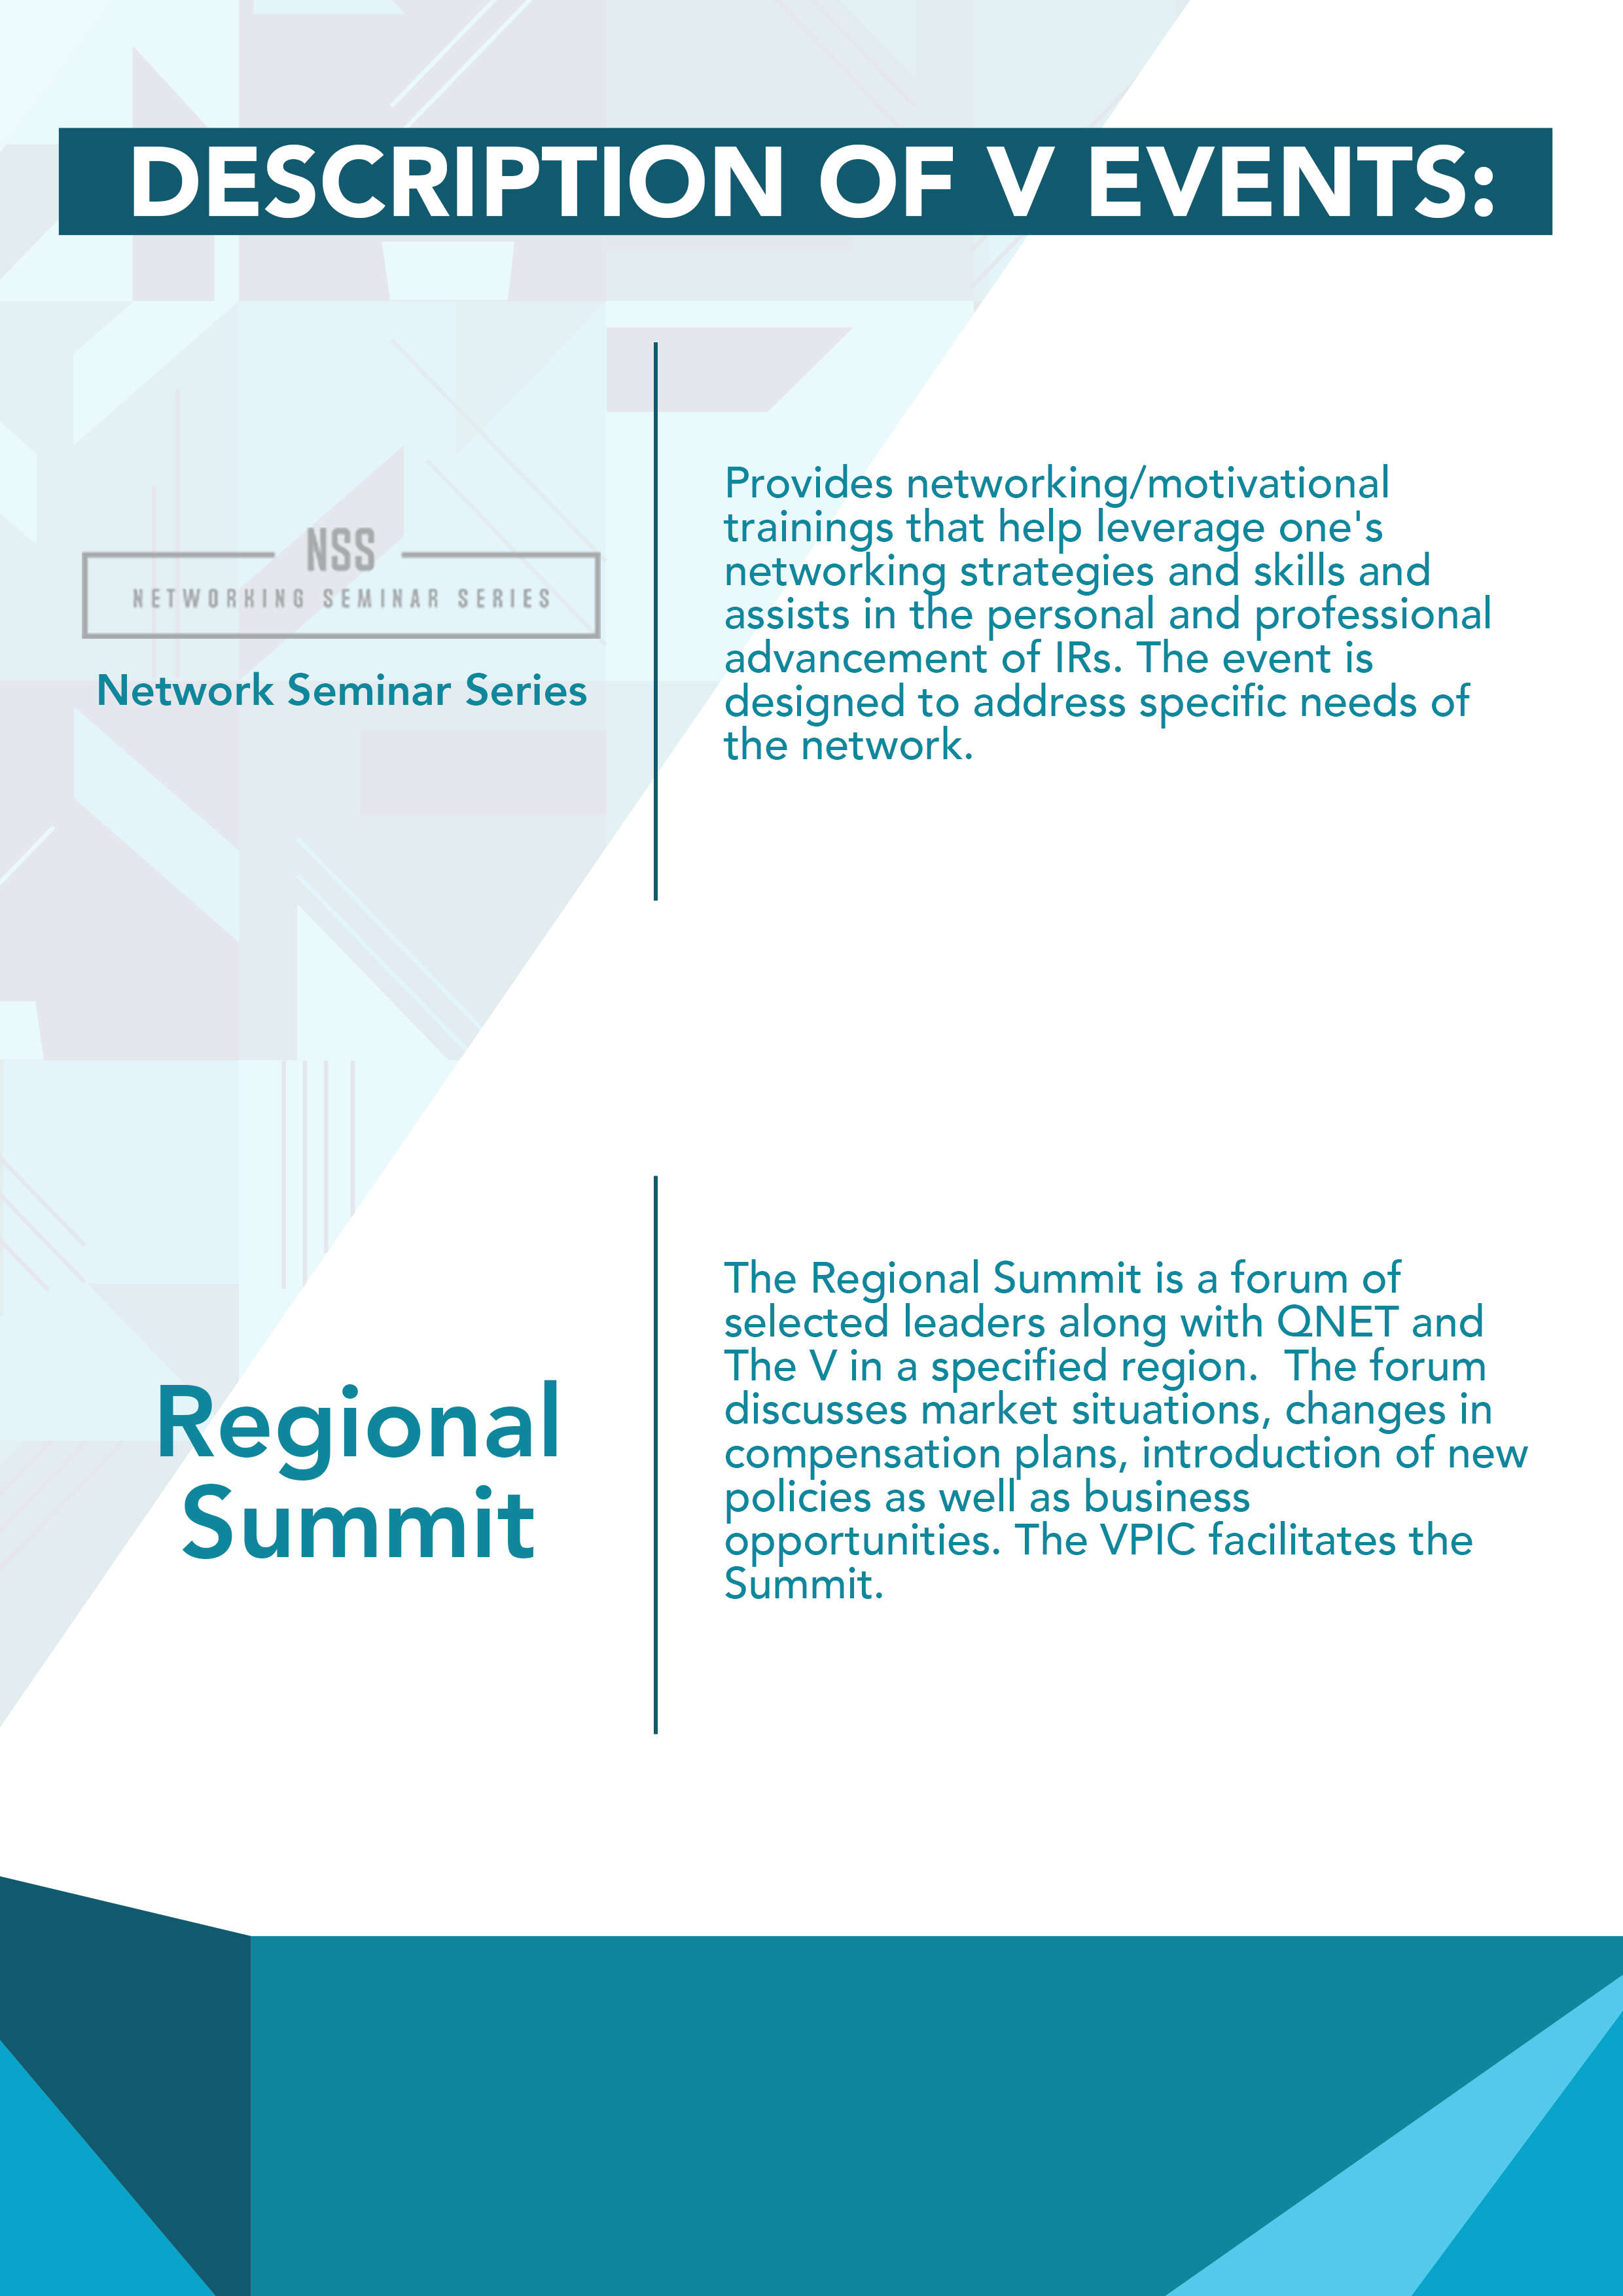 DESCRIPTION OF V EVENTS:
NSS
NETWORKING SEMINAR SERIES
Network Seminar Series
Provides networking/motivational
trainings that help leverage one's
networking strategies and skills and
assists in the personal and professional
advancement of IRs. The event is
designed to address specific needs of
the network.
Regional
Summit
The Regional Summit is a forum of
selected leaders along with QNET and
The V in a specified region.  The forum
discusses market situations, changes in
compensation plans, introduction of new
policies as well as business
opportunities. The VPIC facilitates the
Summit.